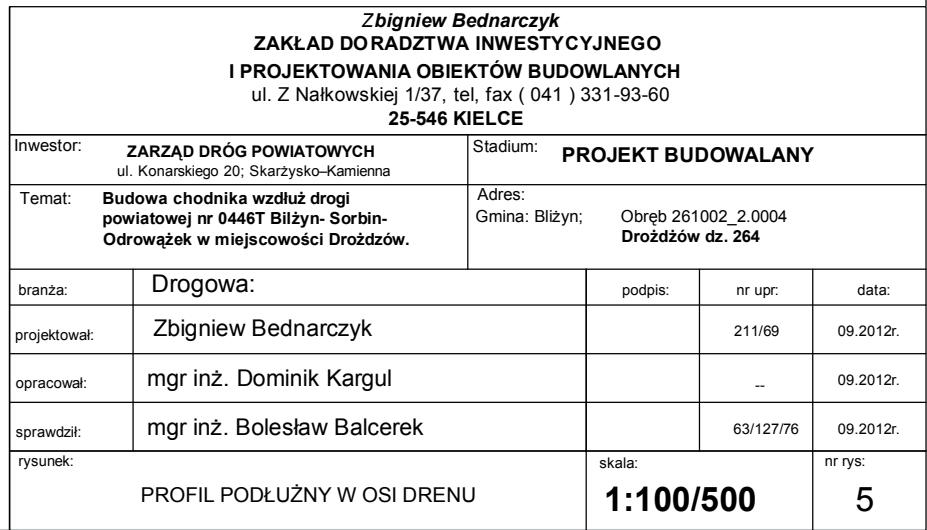 Zbigniew Bednarczyk
ZAKŁAD DORADZTWA INWESTYCYJNEGO
I PROJEKTOWANIA OBIEKTÓW BUDOWLANYCH
ul. Z Nałkowskiej 1/37, tel, fax ( 041 ) 331-93-60
25-546 KIELCE
Inwestor: ZARZĄD DRÓG POWIATOWYCH
ul. Konarskiego 20; Skarżysko–Kamienna
Stadium: PROJEKT BUDOWALANY
Temat: Budowa chodnika wzdłuż drogi
powiatowej nr 0446T Bilżyn- Sorbin-
Odrowążek w miejscowości Drożdzów.
Adres:
Gmina: Bliżyn; Obręb 261002_2.0004
Drożdżów dz. 264
branża: Drogowa: podpis: nr upr: data:
projektował: Zbigniew Bednarczyk 211/69 09.2012r.
opracował: mgr inż. Dominik Kargul -- 09.2012r.
sprawdził: mgr inż. Bolesław Balcerek 63/127/76 09.2012r.
rysunek: skala: nr rys:
PROFIL PODŁUŻNY W OSI DRENU 1:100/500 5